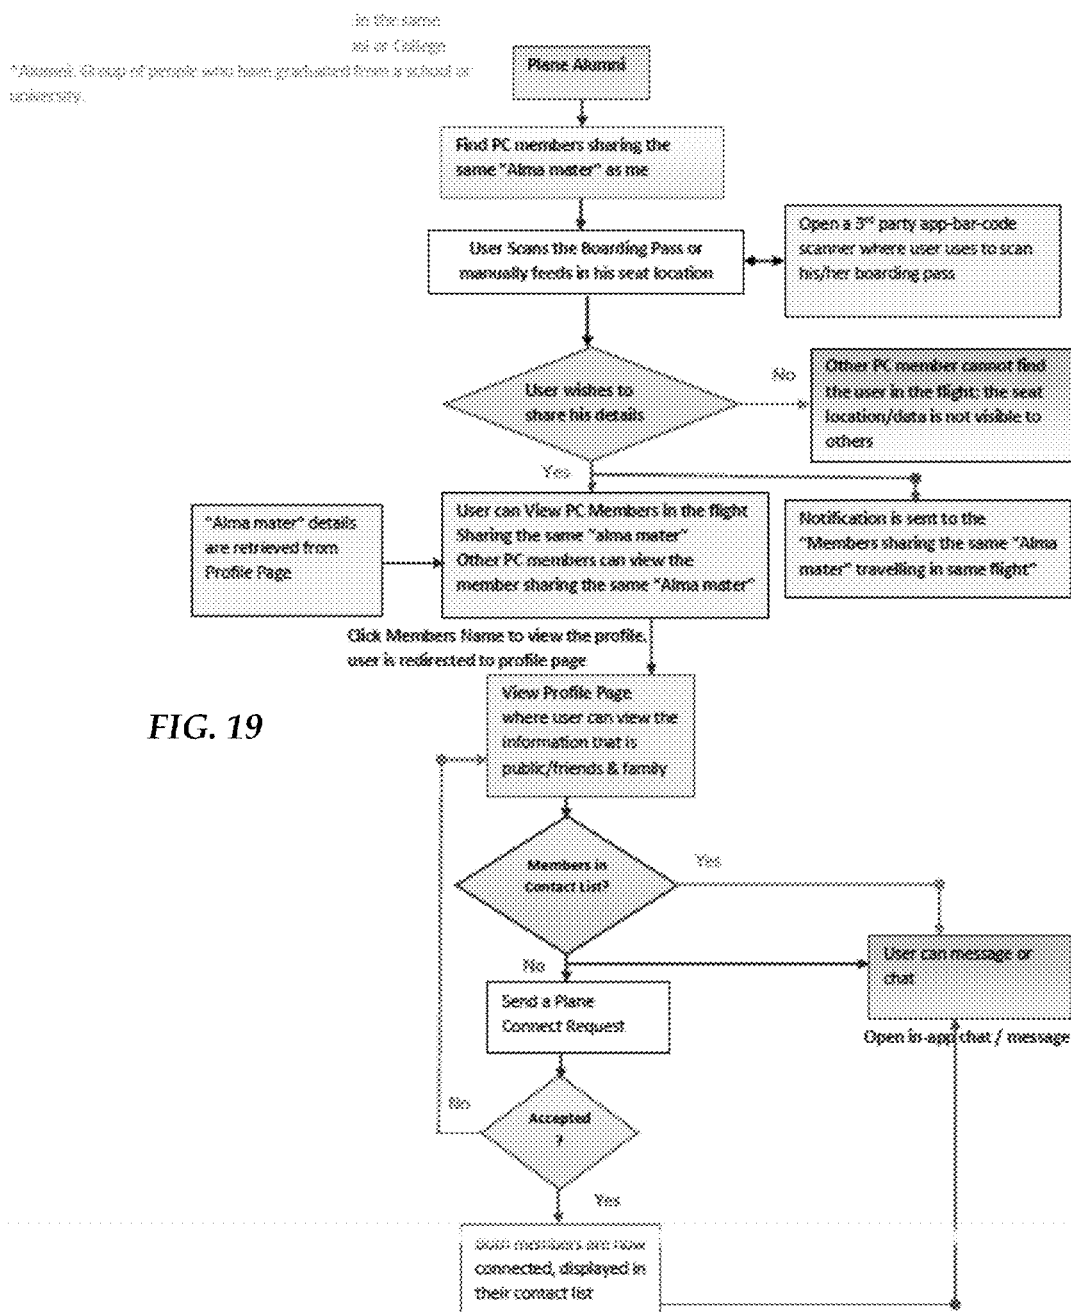 in the same
or College
*Alumni: Group of people who have graduated from a school or
university.
Plane Alumni
Find PC members sharing the
same "Alma mater" as me
User Scans the Boarding Pass or
manually feeds in his seat location
Open a 3rd party app-bar-code
scanner where user uses to scan
his/her boarding pass
User wishes to
share his details
No
Other PC member cannot find
the user in the flight; the seat
location/data is not visible to
others
Yes
"Alma mater" details
are retrieved from
Profile Page
User can View PC Members in the flight
Sharing the same "alma mater"
Other PC members can view the
member sharing the same "Alma mater"
Notification is sent to the
"Members sharing the same "Alma
mater" travelling in same flight"
Click Members Name to view the profile,
user is redirected to profile page
FIG. 19
View Profile Page
where user can view the
information that is
public/friends & family
Members in
Contact List?
Yes
No
User can message or
chat
Open in-app chat / message
Send a Plane
Connect Request
No
Accepted
?
Yes
Both members are now
connected, displayed in
their contact list